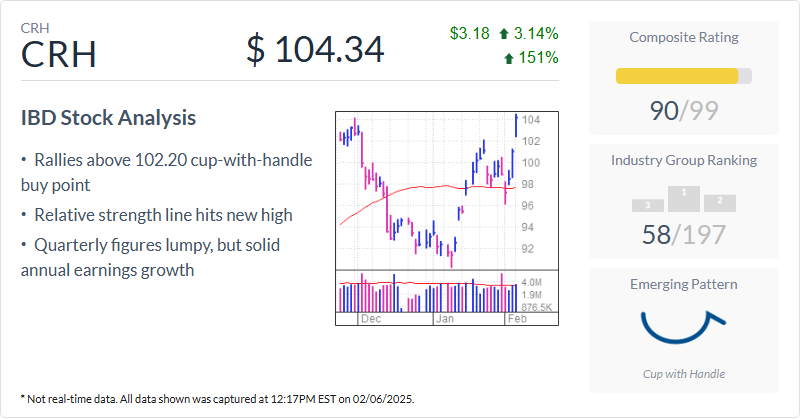 CRH
CRH
$ 104.34
$3.18 3.14%
151%
IBD Stock Analysis
• Rallies above 102.20 cup-with-handle
buy point
• Relative strength line hits new high
• Quarterly figures lumpy, but solid
annual earnings growth
104
102
100
98
96
94
92
4.0M
1.9M
876.5K
Dec
Jan
Feb
Composite Rating
90/99
Industry Group Ranking
3
1
2
58/197
Emerging Pattern
Cup with Handle
* Not real-time data. All data shown was captured at 12:17PM EST on 02/06/2025.